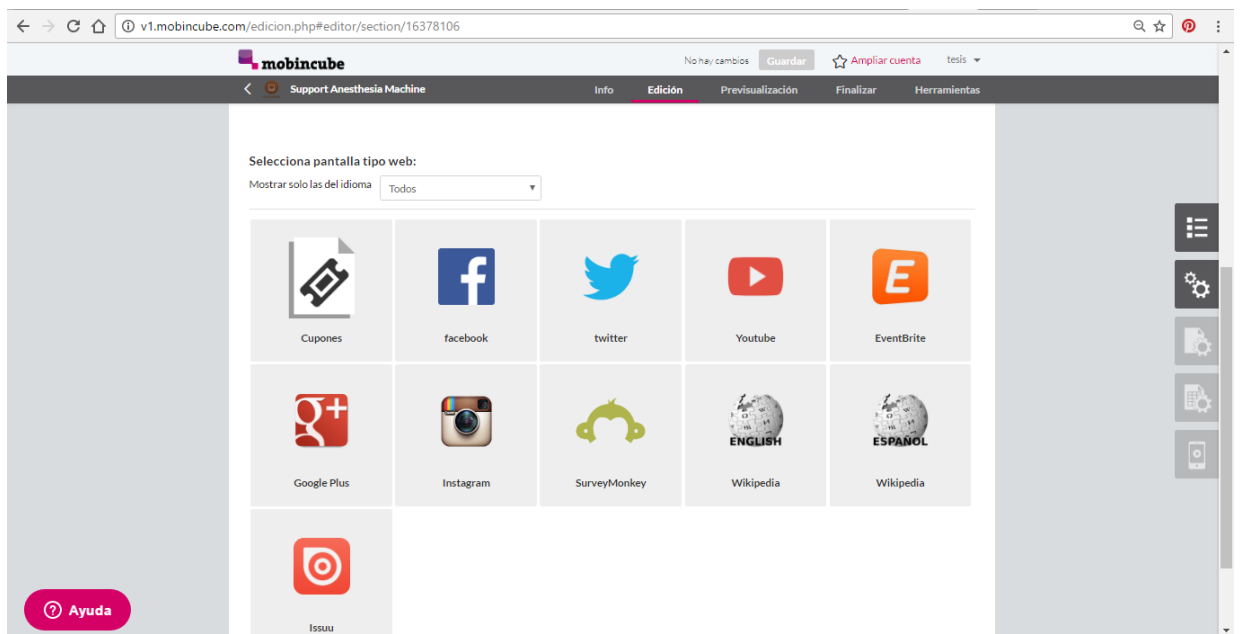 v1.mobincube.com/edicion.php#editor/section/16378106
mobincube
No hay cambios Guardar Ampliar cuenta tesis
Support Anesthesia Machine Info Edición Previsualización Finalizar Herramientas
Selecciona pantalla tipo web:
Mostrar solo las del idioma Todos
Cupones facebook twitter Youtube EventBrite
ENGLISH ESPAÑOL
Google Plus Instagram SurveyMonkey Wikipedia Wikipedia
Ayuda
Issuu